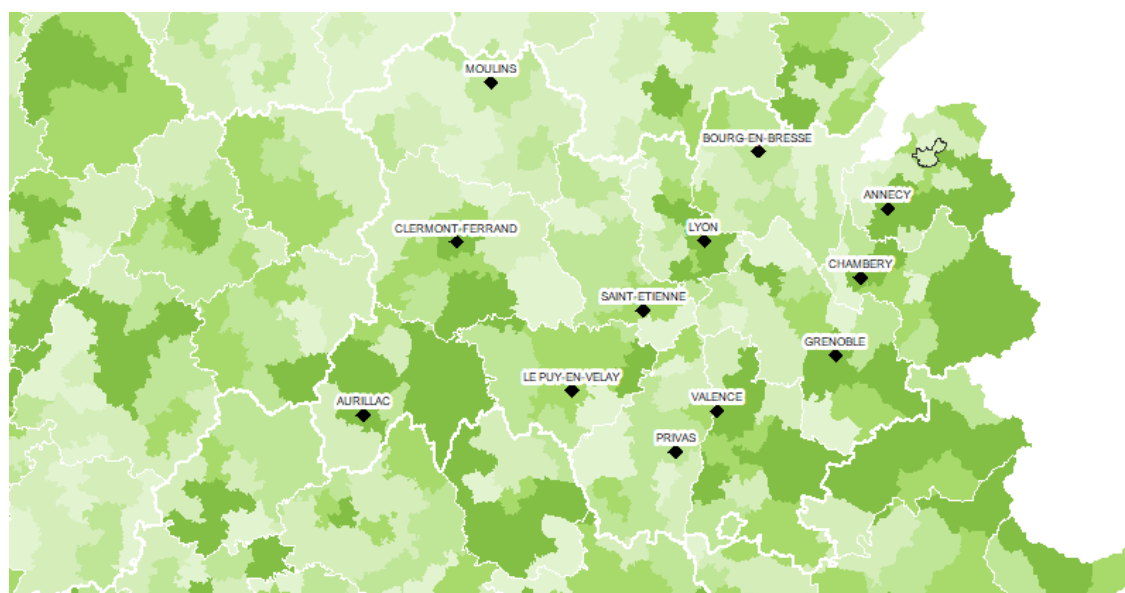 MOULINS
BOURG-EN-BRESSE
ANNECY
CLERMONT-FERRAND
LYON
CHAMBERY
SAINT-ETIENNE
GRENOBLE
LE PUY-EN-VELAY
AURILLAC
VALENCE
PRIVAS